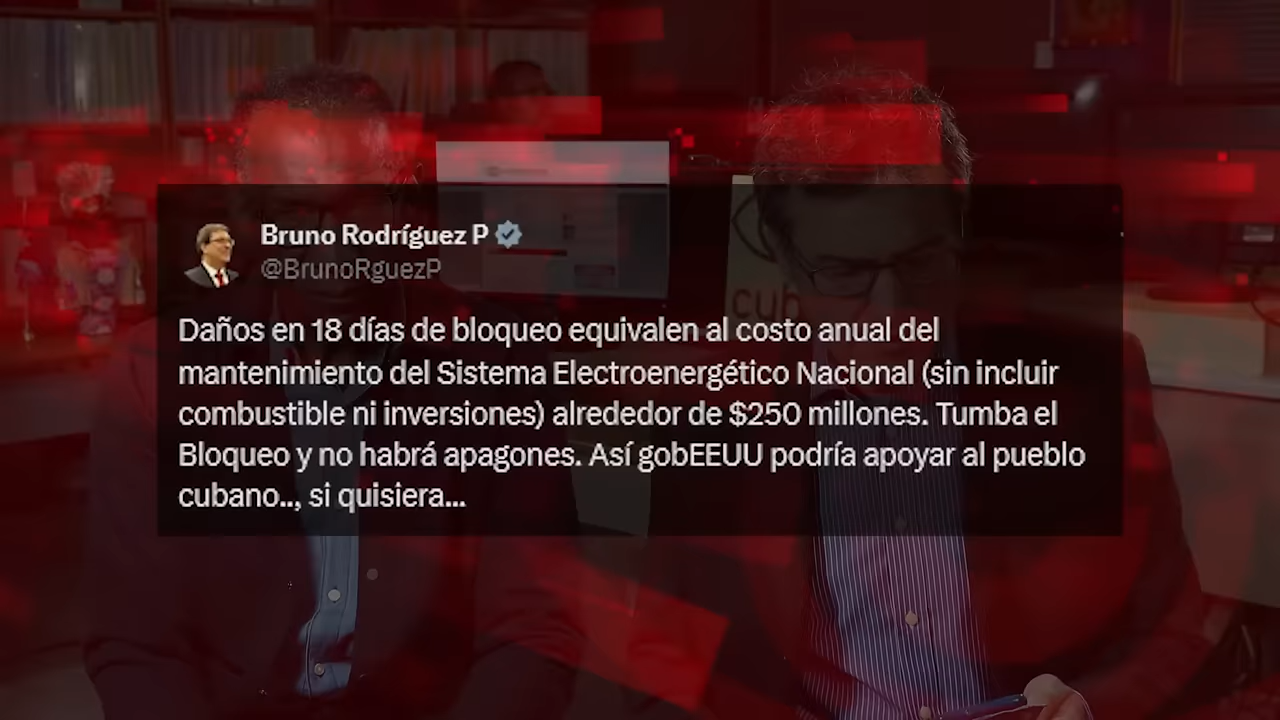 Bruno Rodríguez P
@BrunoRguezP
Daños en 18 días de bloqueo equivalen al costo anual del
mantenimiento del Sistema Electroenergético Nacional (sin incluir
combustible ni inversiones) alrededor de $250 millones. Tumba el
Bloqueo y no habrá apagones. Así gobEEUU podría apoyar al pueblo
cubano.., si quisiera...
cub